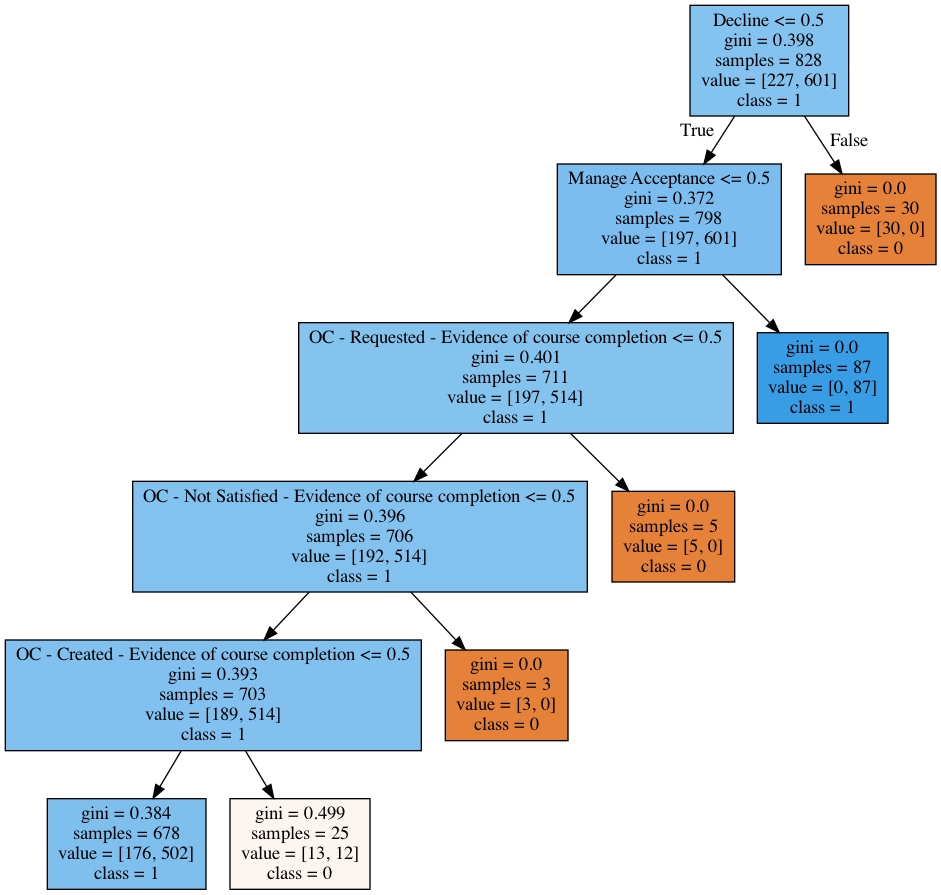 Decline <= 0.5
gini = 0.398
samples = 828
value = [227, 601]
class = 1
True
False
Manage Acceptance <= 0.5
gini = 0.372
samples = 798
value = [197, 601]
class = 1
gini = 0.0
samples = 30
value = [30, 0]
class = 0
OC - Requested - Evidence of course completion <= 0.5
gini = 0.401
samples = 711
value = [197, 514]
class = 1
gini = 0.0
samples = 87
value = [0, 87]
class = 1
OC - Not Satisfied - Evidence of course completion <= 0.5
gini = 0.396
samples = 706
value = [192, 514]
class = 1
gini = 0.0
samples = 5
value = [5, 0]
class = 0
OC - Created - Evidence of course completion <= 0.5
gini = 0.393
samples = 703
value = [189, 514]
class = 1
gini = 0.0
samples = 3
value = [3, 0]
class = 0
gini = 0.384
samples = 678
value = [176, 502]
class = 1
gini = 0.499
samples = 25
value = [13, 12]
class = 0